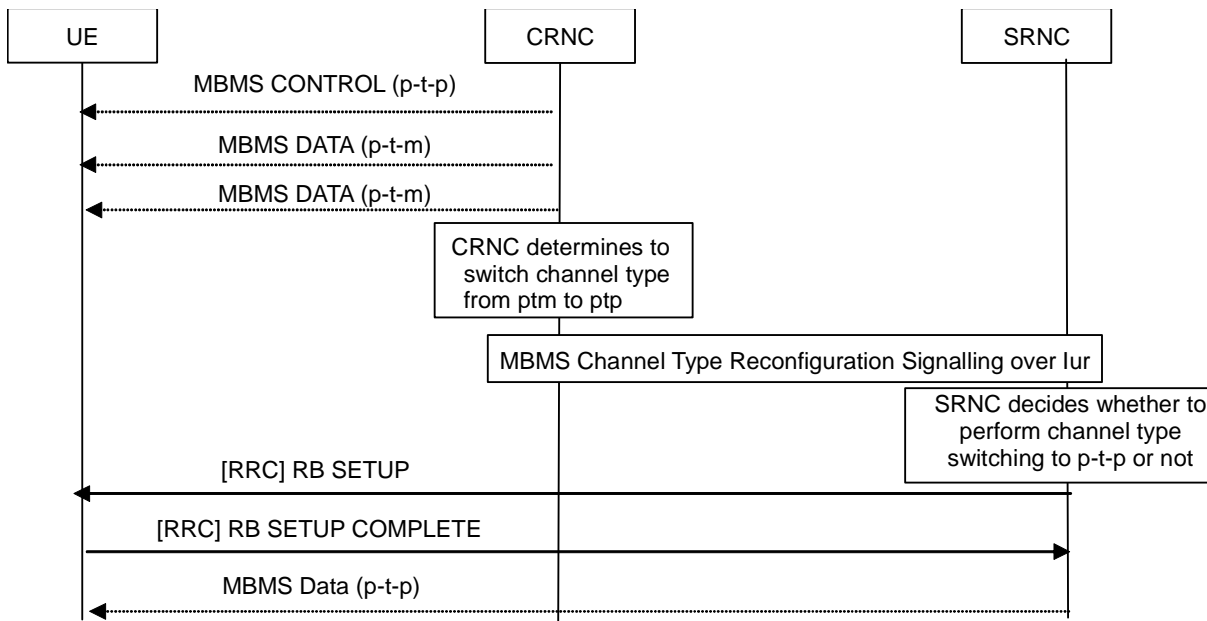 UE
CRNC
SRNC
MBMS CONTROL (p-t-p)
MBMS DATA (p-t-m)
MBMS DATA (p-t-m)
CRNC determines to
switch channel type
from ptm to ptp
MBMS Channel Type Reconfiguration Signalling over Iur
SRNC decides whether to
perform channel type
switching to p-t-p or not
[RRC] RB SETUP
[RRC] RB SETUP COMPLETE
MBMS Data (p-t-p)